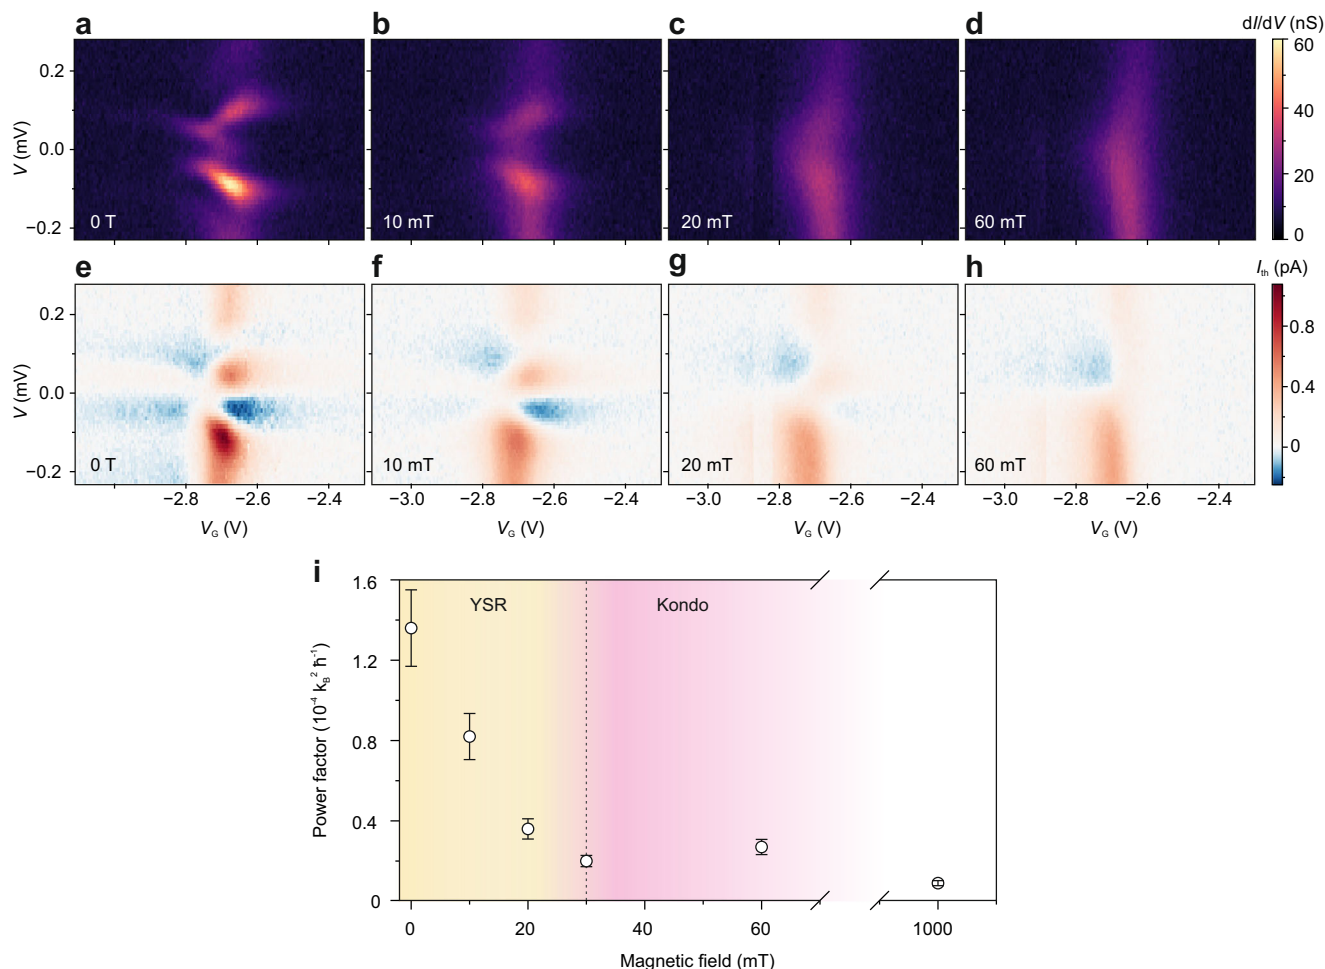 a
b
c
d
dI/dV (nS)
0.2
0.0
−0.2
V (mV)
0 T
10 mT
20 mT
60 mT
60
40
20
0
e
f
g
h
Ith (pA)
0.2
0.0
−0.2
V (mV)
0 T
10 mT
20 mT
60 mT
0.8
0.4
0
−2.8 −2.6 −3.0 −2.8 −2.6 −2.4 −3.0 −2.8 −2.6 −3.0 −2.8 −2.6 −2.4
VG (V) VG (V) VG (V) VG (V)
i
1.6
1.2
0.8
0.4
0
Power factor (10⁻⁴ kB² ħ⁻¹)
YSR
Kondo
0 20 40 60 1000
Magnetic field (mT)